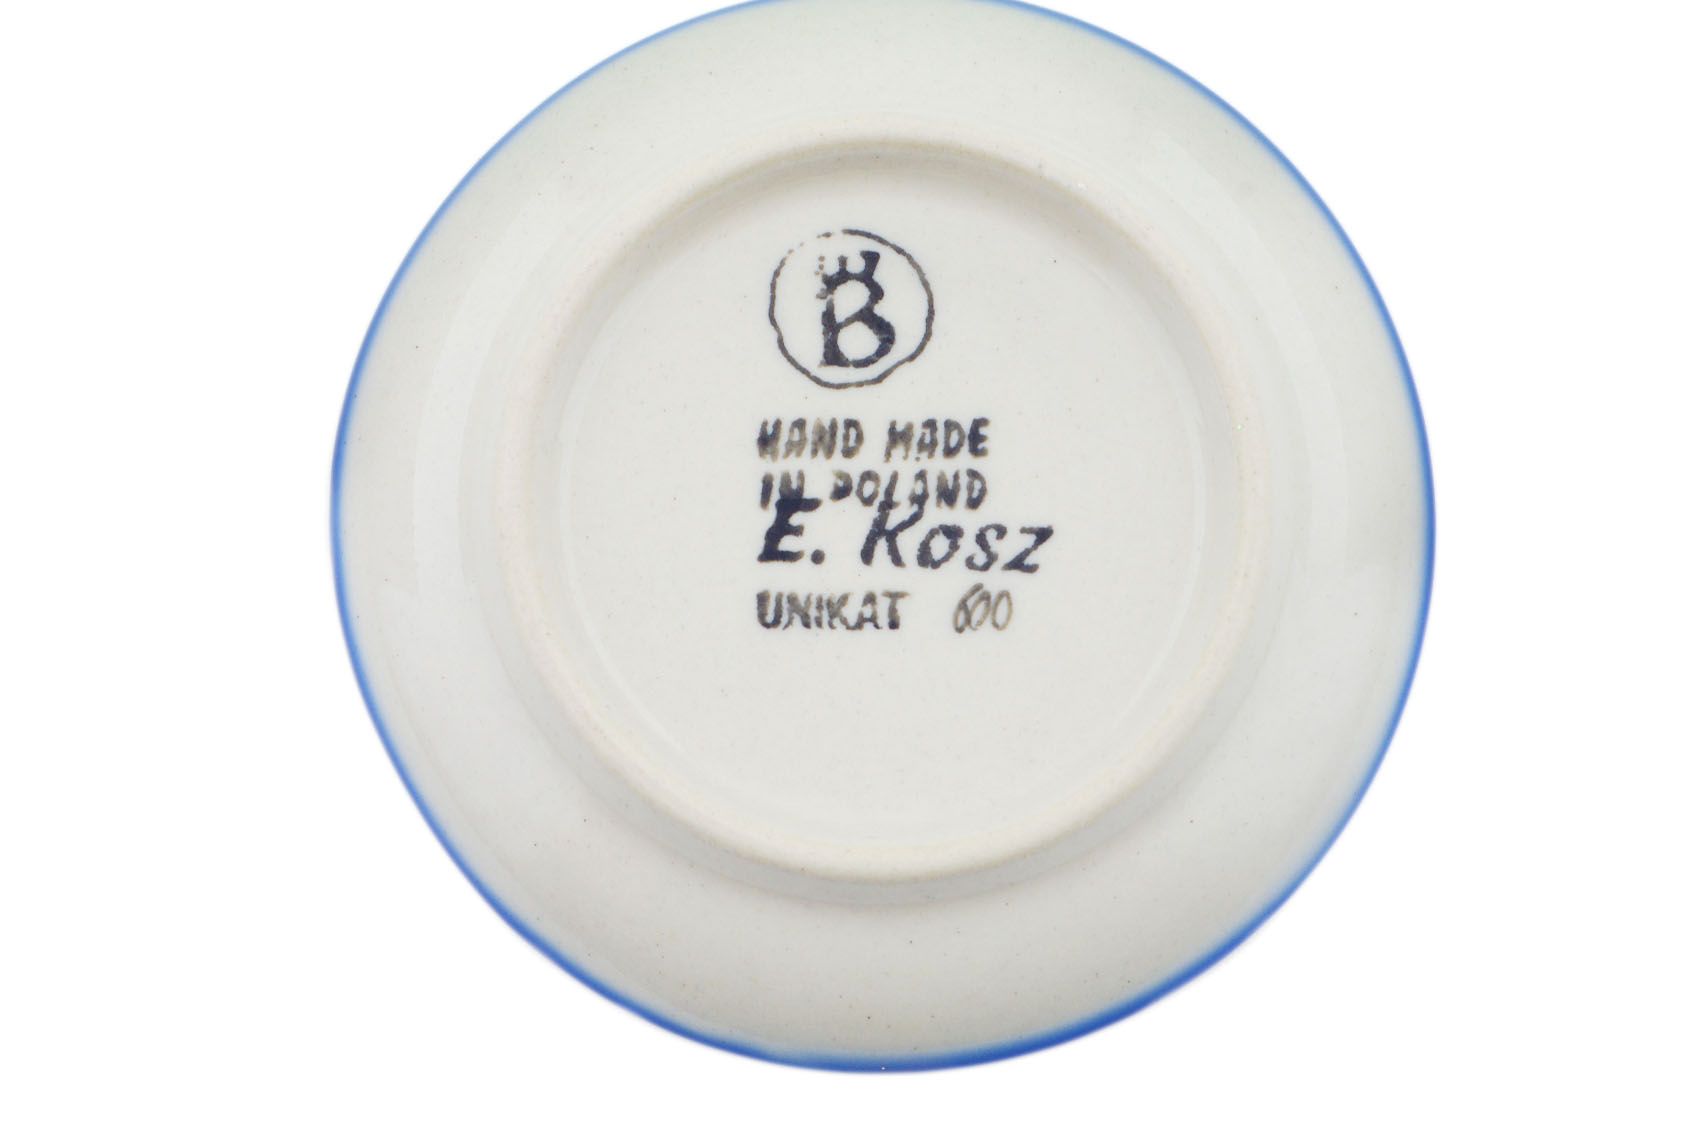 B
HAND MADE
IN POLAND
E. Kosz
UNIKAT 600